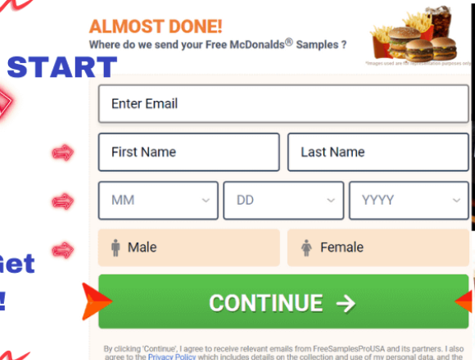 ALMOST DONE!
Where do we send your Free McDonalds® Samples ?
*Images used are for representation purposes only
START
Enter Email
First Name
Last Name
MM
DD
YYYY
Male
Female
Get
!
CONTINUE →
By clicking 'Continue', I agree to receive relevant emails from FreeSamplesProUSA and its partners. I also
agree to the Privacy Policy which includes details on the collection and use of my personal data, and the